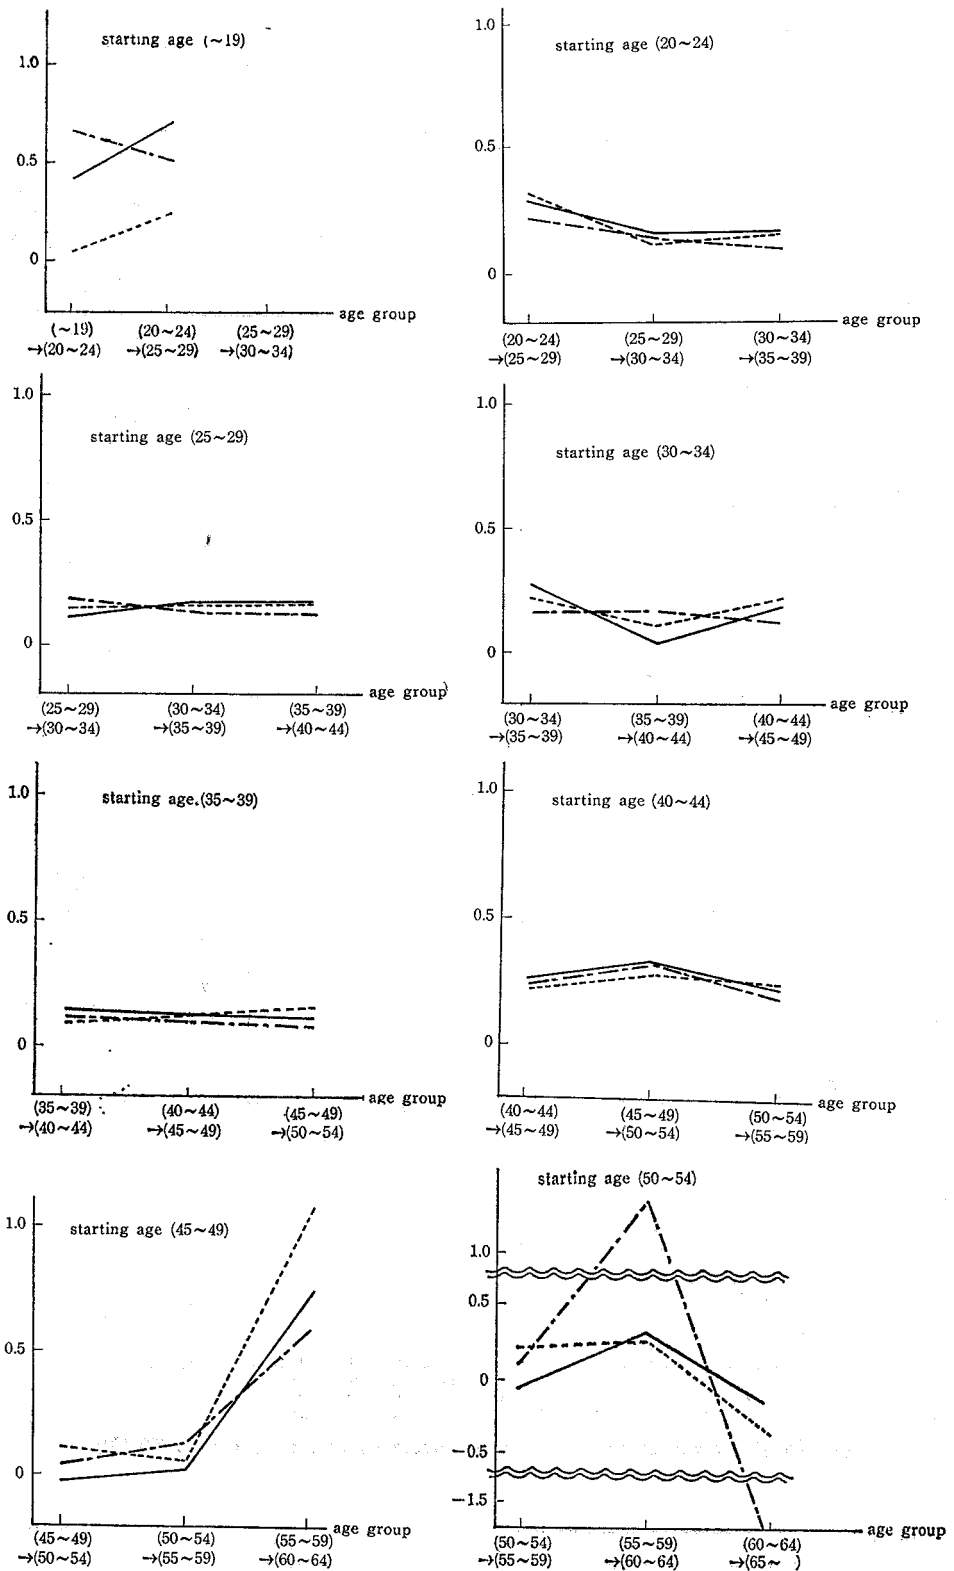 starting age (~19)
1.0
0.5
0
age group
(~19) (20~24) (25~29)
→(20~24) →(25~29) →(30~34)
starting age (20~24)
1.0
0.5
0
age group
(20~24) (25~29) (30~34)
→(25~29) →(30~34) →(35~39)
starting age (25~29)
1.0
0.5
0
age group
(25~29) (30~34) (35~39)
→(30~34) →(35~39) →(40~44)
starting age (30~34)
1.0
0.5
0
age group
(30~34) (35~39) (40~44)
→(35~39) →(40~44) →(45~49)
starting age.(35~39)
1.0
0.5
0
age group
(35~39) (40~44) (45~49)
→(40~44) →(45~49) →(50~54)
starting age (40~44)
1.0
0.5
0
age group
(40~44) (45~49) (50~54)
→(45~49) →(50~54) →(55~59)
starting age (45~49)
1.0
0.5
0
age group
(45~49) (50~54) (55~59)
→(50~54) →(55~59) →(60~64)
starting age (50~54)
1.0
0.5
0
−0.5
−1.5
age group
(50~54) (55~59) (60~64)
→(55~59) →(60~64) →(65~ )